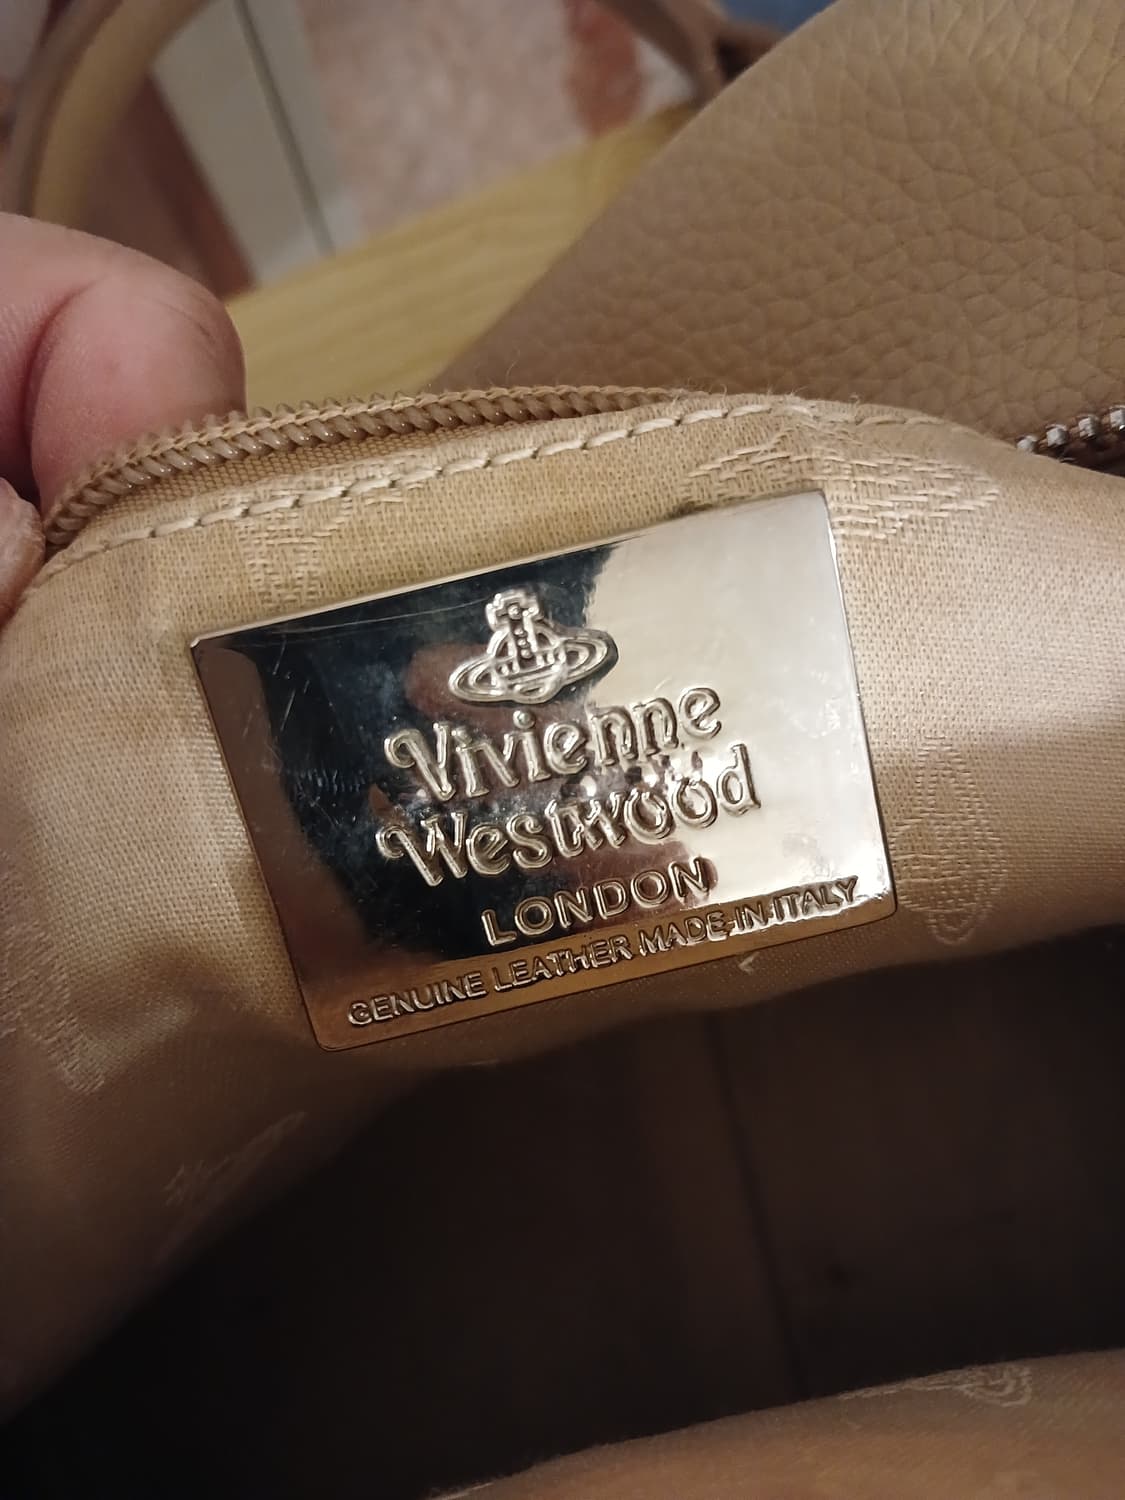 Vivienne
Westwood
LONDON
GENUINE LEATHER MADE IN ITALY